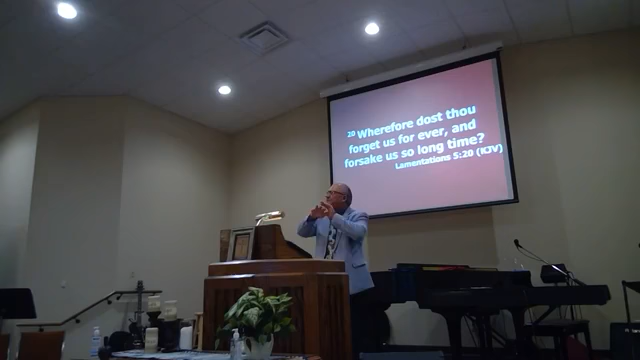 20 Wherefore dost thou
forget us for ever, and
forsake us so long time?
Lamentations 5:20 (KJV)